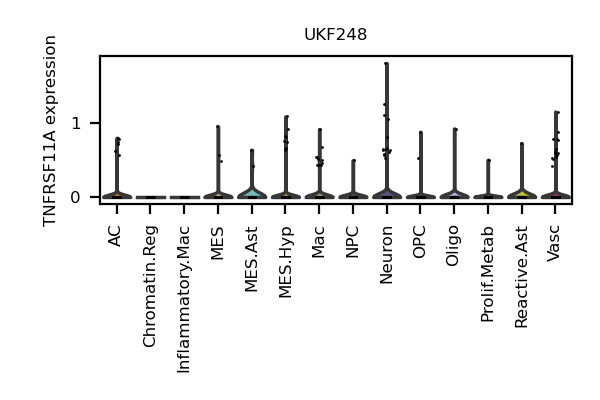 UKF248
TNFRSF11A expression
1
0
AC
Chromatin.Reg
Inflammatory.Mac
MES
MES.Ast
MES.Hyp
Mac
NPC
Neuron
OPC
Oligo
Prolif.Metab
Reactive.Ast
Vasc